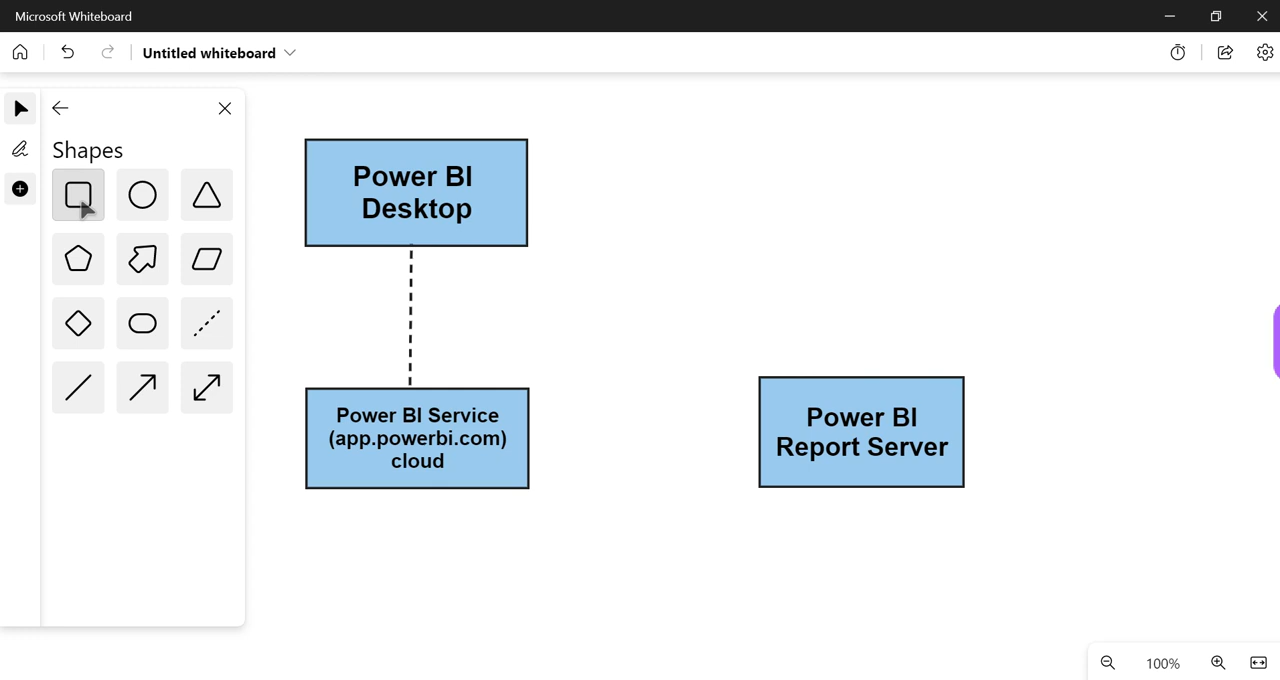 Microsoft Whiteboard
Untitled whiteboard
Shapes
Power BI
Desktop
Power BI Service
(app.powerbi.com)
cloud
Power BI
Report Server
100%